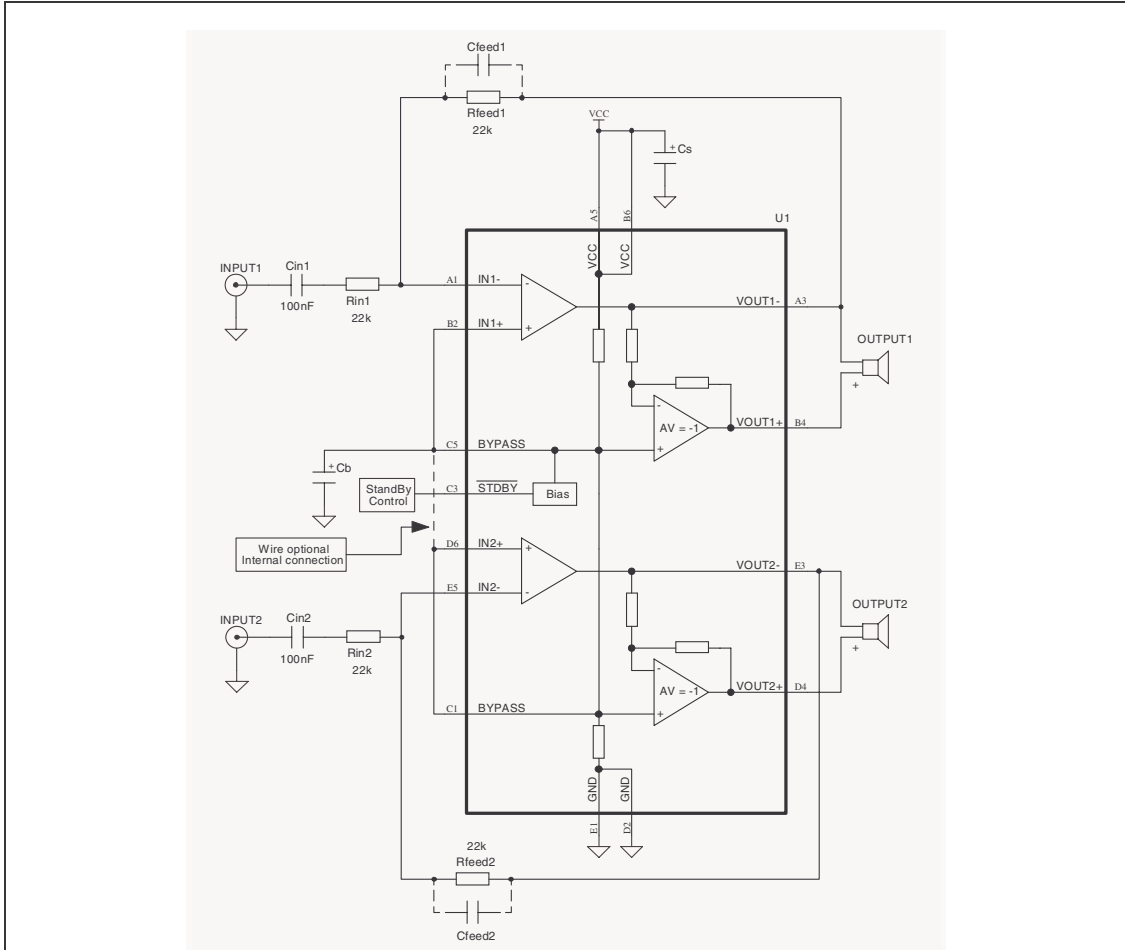 Cfeed1
Rfeed1
22k
VCC
+ Cs
A5
B6
U1
INPUT1
Cin1
100nF
Rin1
22k
A1
IN1-
VCC
VCC
-
+
B2
IN1+
VOUT1-
A3
OUTPUT1
+
-
AV = -1
+
VOUT1+
B4
C5
BYPASS
+ Cb
StandBy
Control
C3
STDBY
Bias
Wire optional
Internal connection
D6
IN2+
+
-
E5
IN2-
VOUT2-
E3
OUTPUT2
+
INPUT2
Cin2
100nF
Rin2
22k
-
AV = -1
+
VOUT2+
D4
C1
BYPASS
GND
GND
E1
D2
22k
Rfeed2
Cfeed2